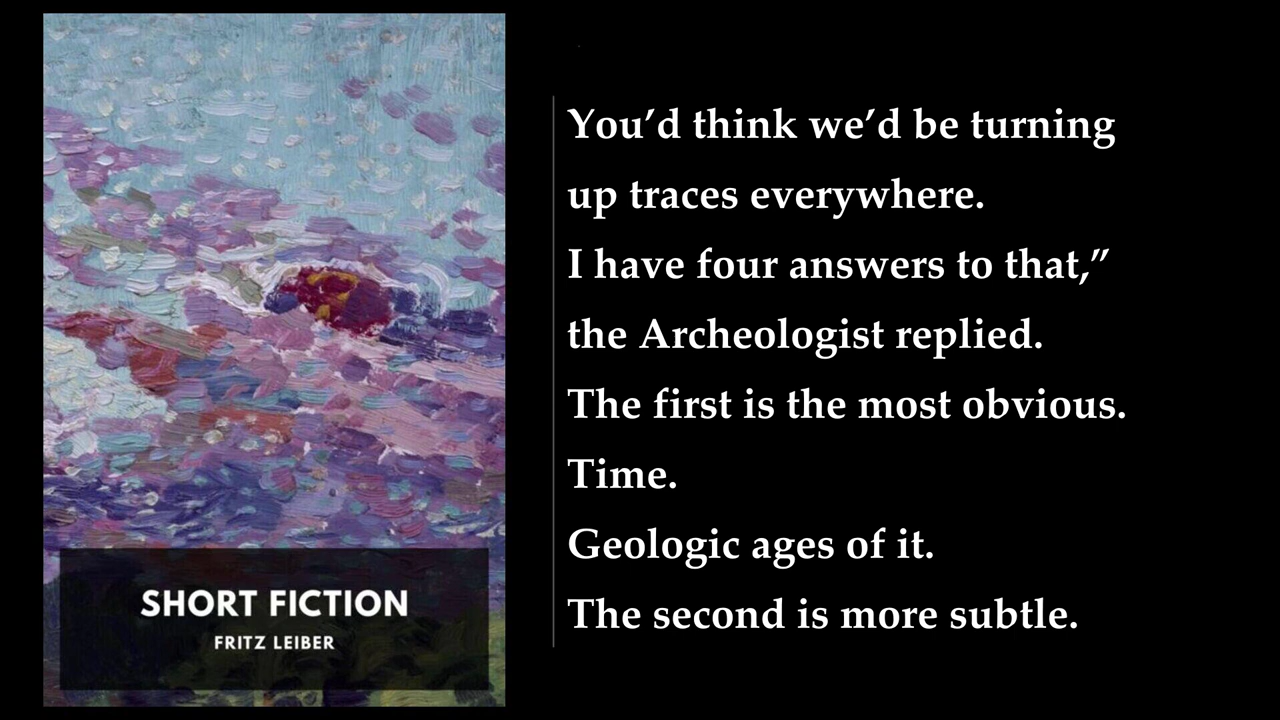 SHORT FICTION
FRITZ LEIBER
You’d think we’d be turning
up traces everywhere.
I have four answers to that,”
the Archeologist replied.
The first is the most obvious.
Time.
Geologic ages of it.
The second is more subtle.